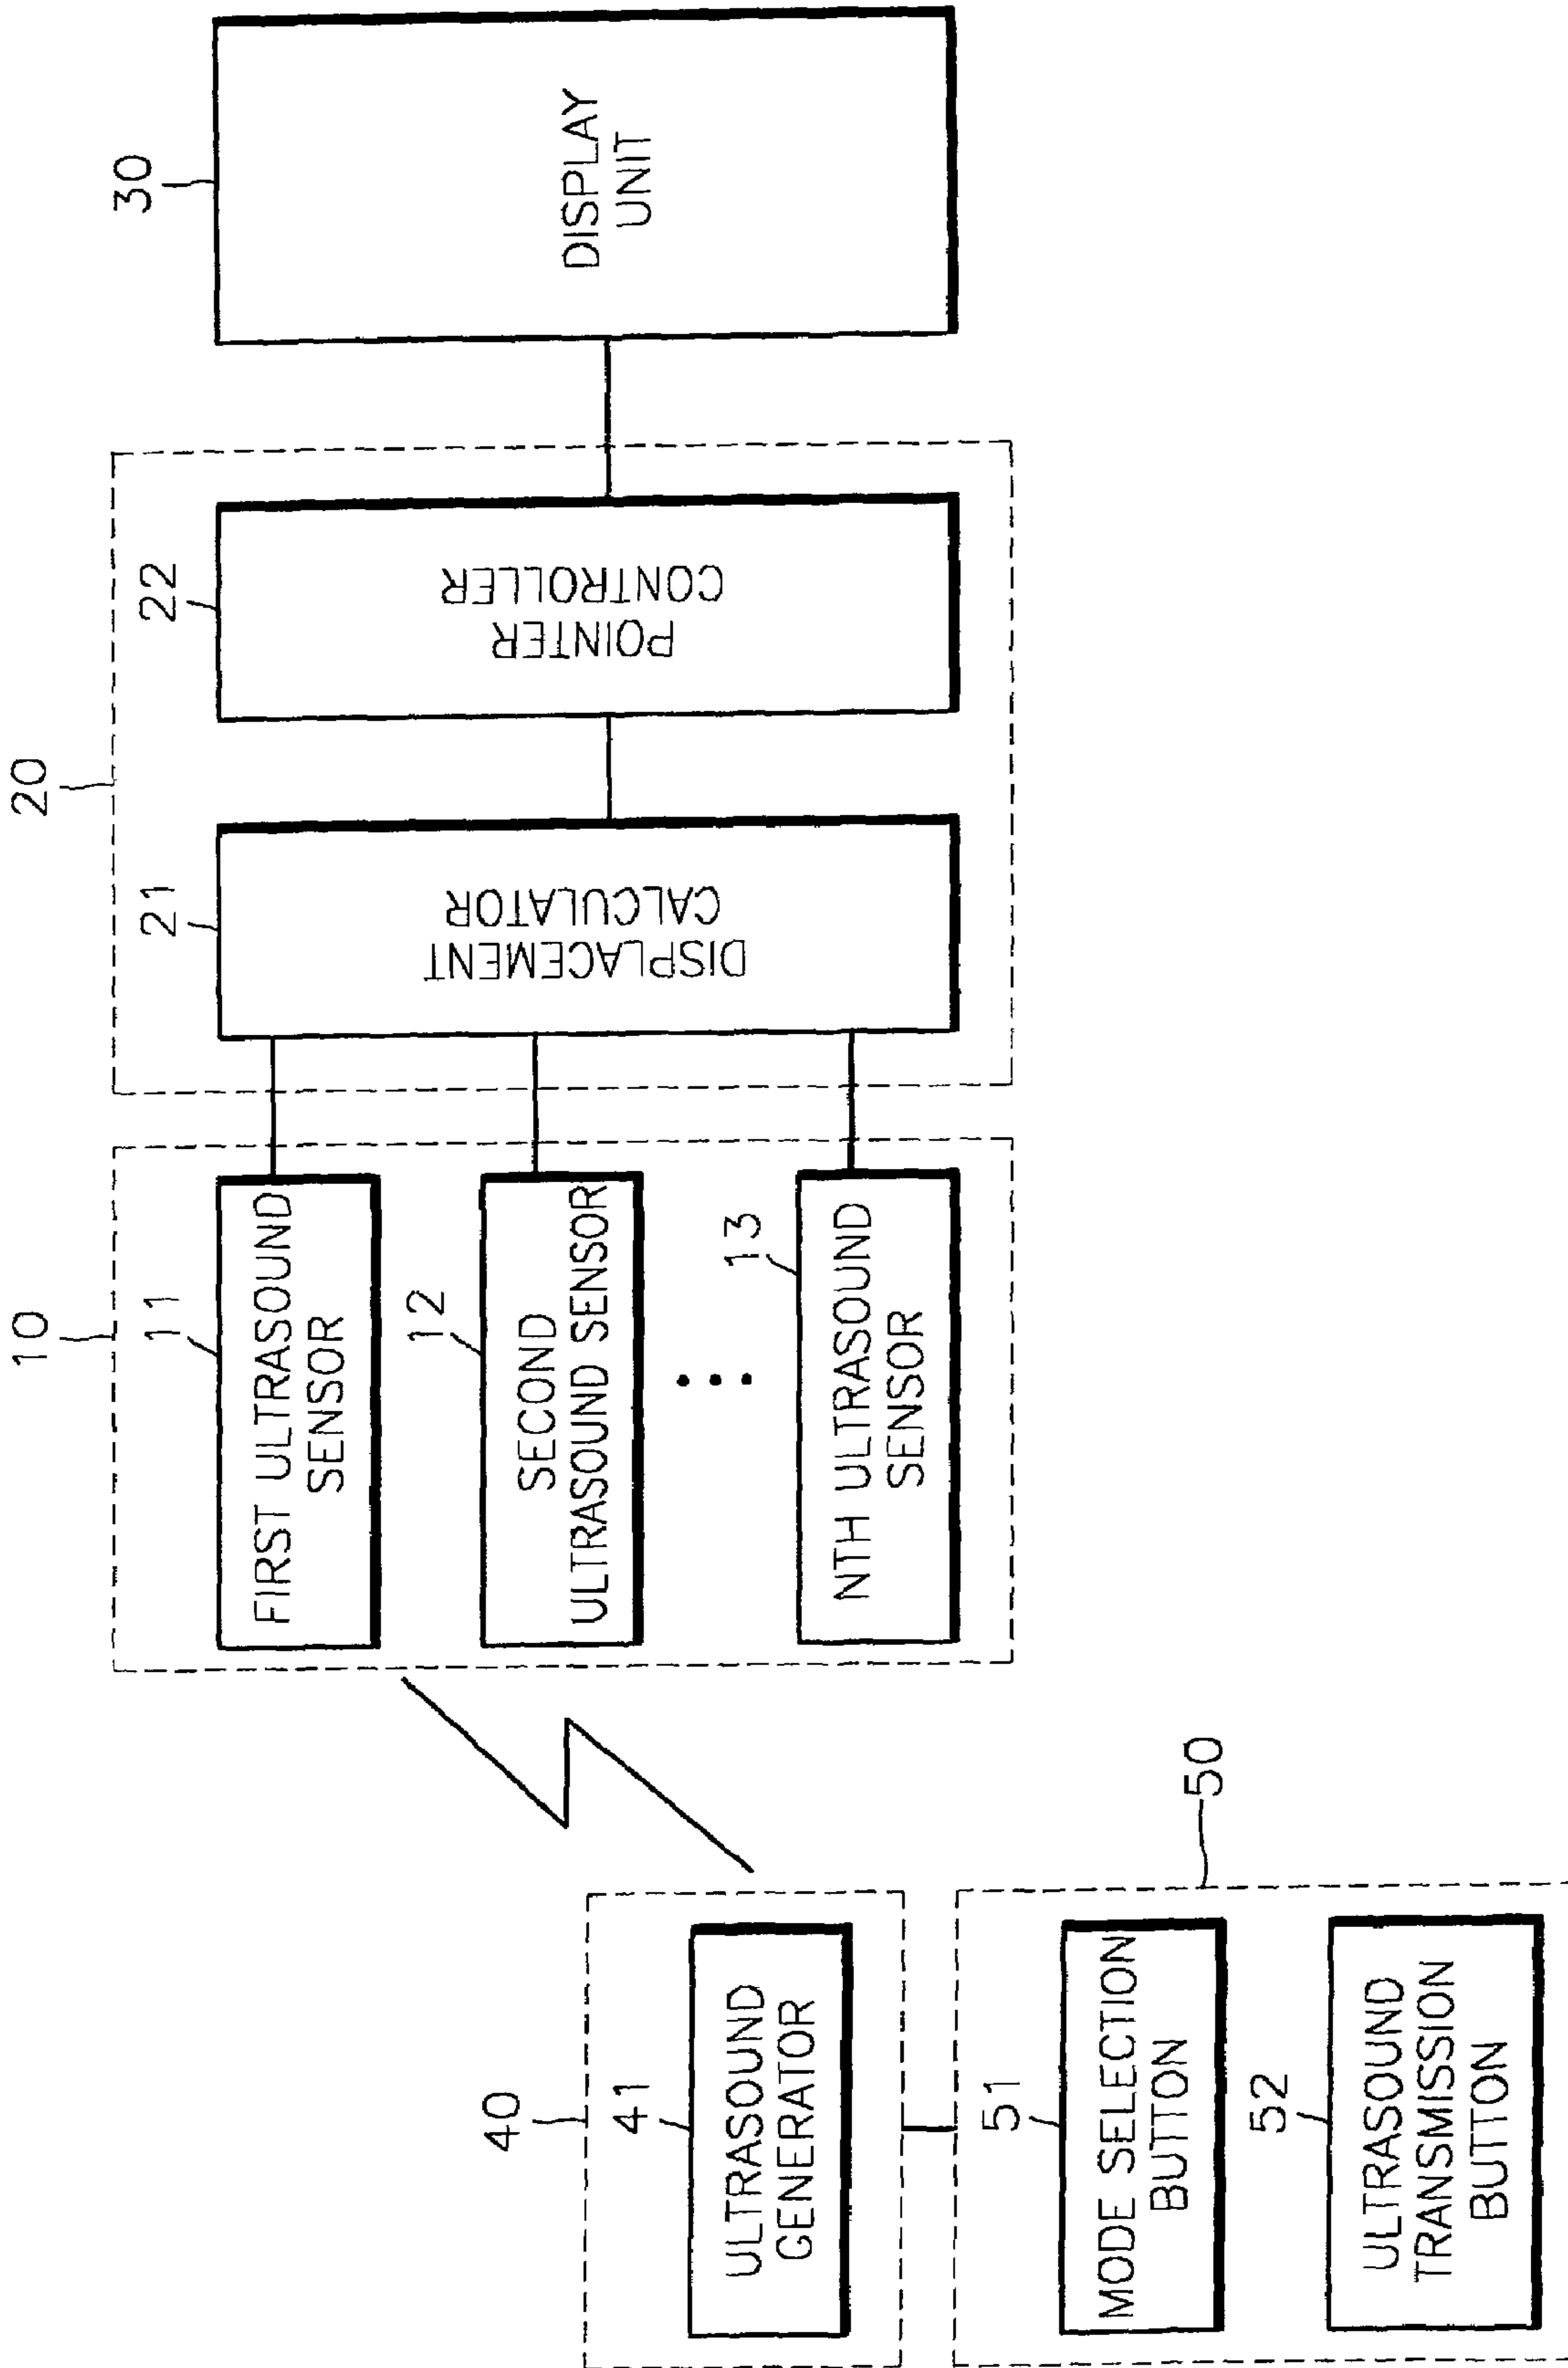 10
11
FIRST ULTRASOUND
SENSOR
12
SECOND
ULTRASOUND SENSOR
13
NTH ULTRASOUND
SENSOR
20
21
DISPLACEMENT
CALCULATOR
22
POINTER
CONTROLLER
30
DISPLAY
UNIT
40
41
ULTRASOUND
GENERATOR
50
51
MODE SELECTION
BUTTON
52
ULTRASOUND
TRANSMISSION
BUTTON